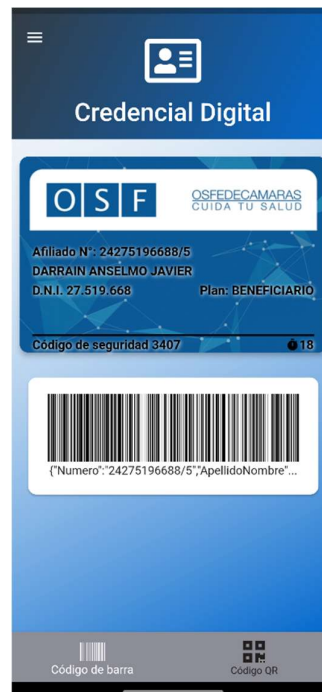 Credencial Digital
OSF
OSFEDECAMARAS
CUIDA TU SALUD
Afiliado N°: 24275196688/5
DARRAIN ANSELMO JAVIER
D.N.I. 27.519.668 Plan: BENEFICIARIO
Código de seguridad 3407 18
{"Numero":"24275196688/5","ApellidoNombre"...
Código de barra Código QR